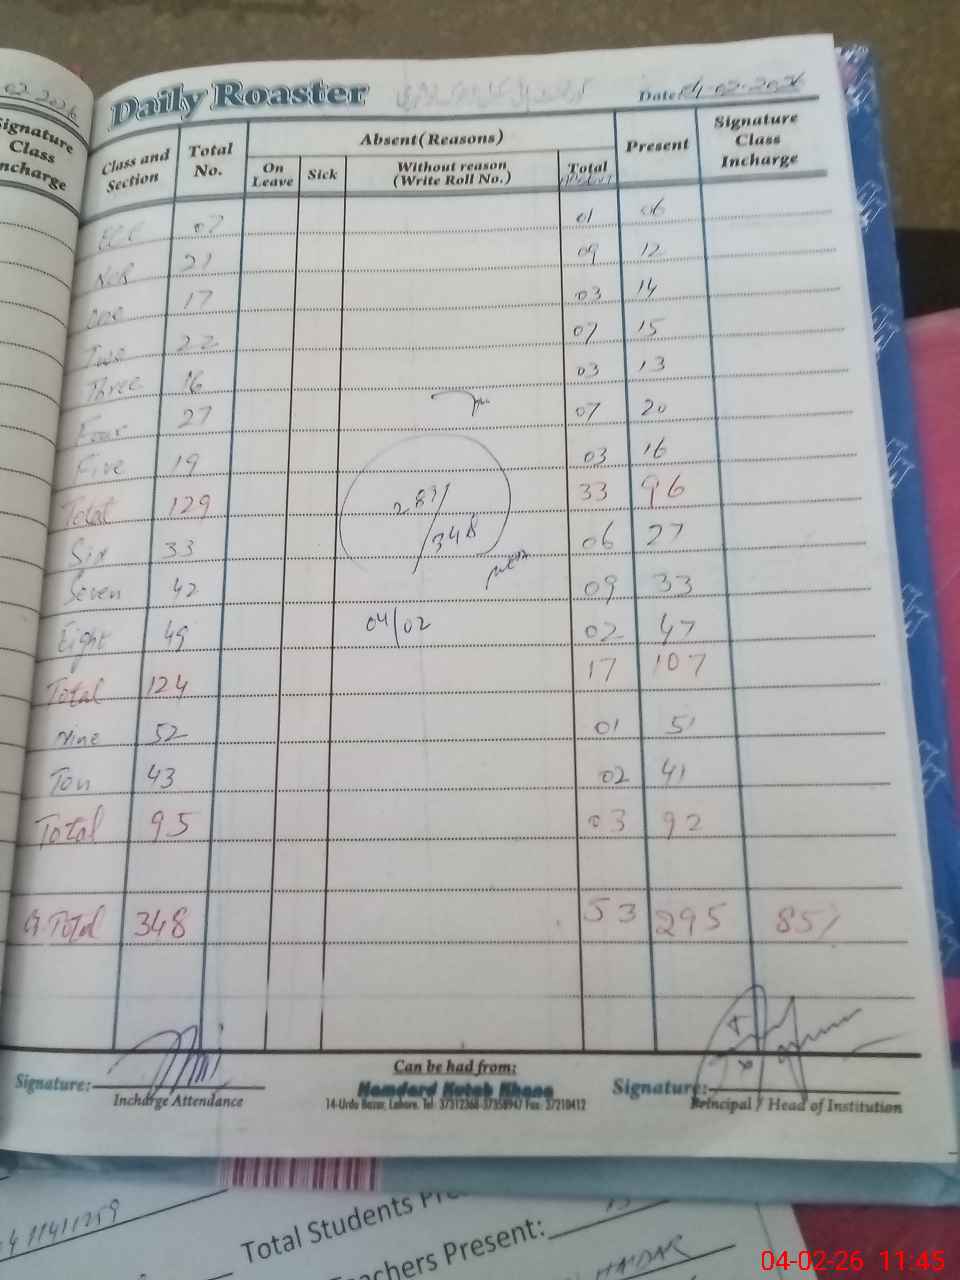 02.2026
Signature
Class
Incharge
Daily Roaster
Date: 04-02-2026
Class and Section Total No. Absent(Reasons) Present Signature Class Incharge
On Leave Sick Without reason (Write Roll No.) Total
ECE 07 01 06
21 09 12
One 17 03 14
Two 22 07 15
Three 16 03 13
Four 27 07 20
Five 19 03 16
Total 129 33 96
Six 33 06 27
Seven 42 09 33
Eight 49 02 47
Total 124 17 107
Nine 52 01 51
Ten 43 02 41
Total 95 03 92
G.Total 348 53 295 85%
348
04/02
Signature:
Incharge Attendance
Can be had from:
Hamdard Kutab Khana
14-Urdu Bazar, Lahore.
Signature:
Principal / Head of Institution
Total Students Pre
chers Present:
04-02-26 11:45